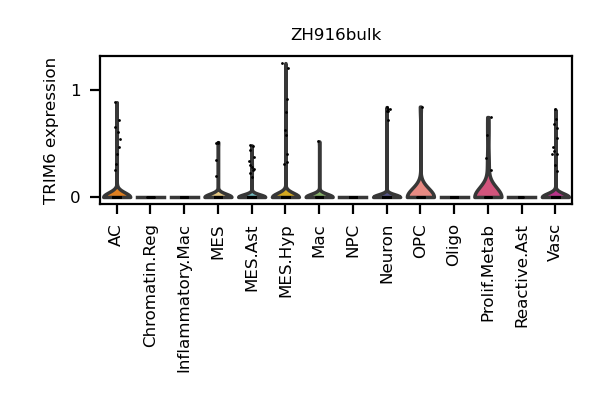 ZH916bulk
TRIM6 expression
1
0
AC
Chromatin.Reg
Inflammatory.Mac
MES
MES.Ast
MES.Hyp
Mac
NPC
Neuron
OPC
Oligo
Prolif.Metab
Reactive.Ast
Vasc